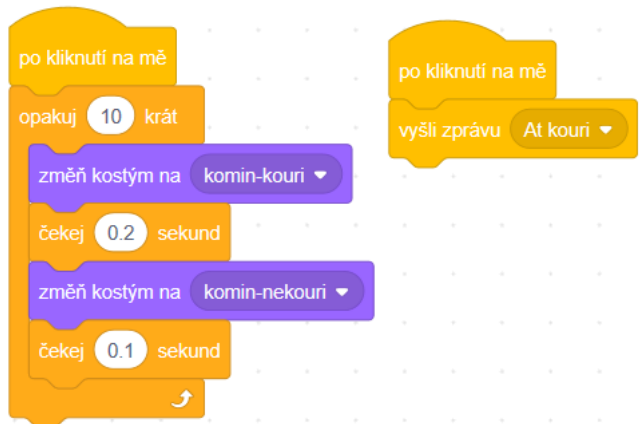 po kliknutí na mě
opakuj 10 krát
změň kostým na komin-kouri
čekej 0.2 sekund
změň kostým na komin-nekouri
čekej 0.1 sekund
po kliknutí na mě
vyšli zprávu At kouri